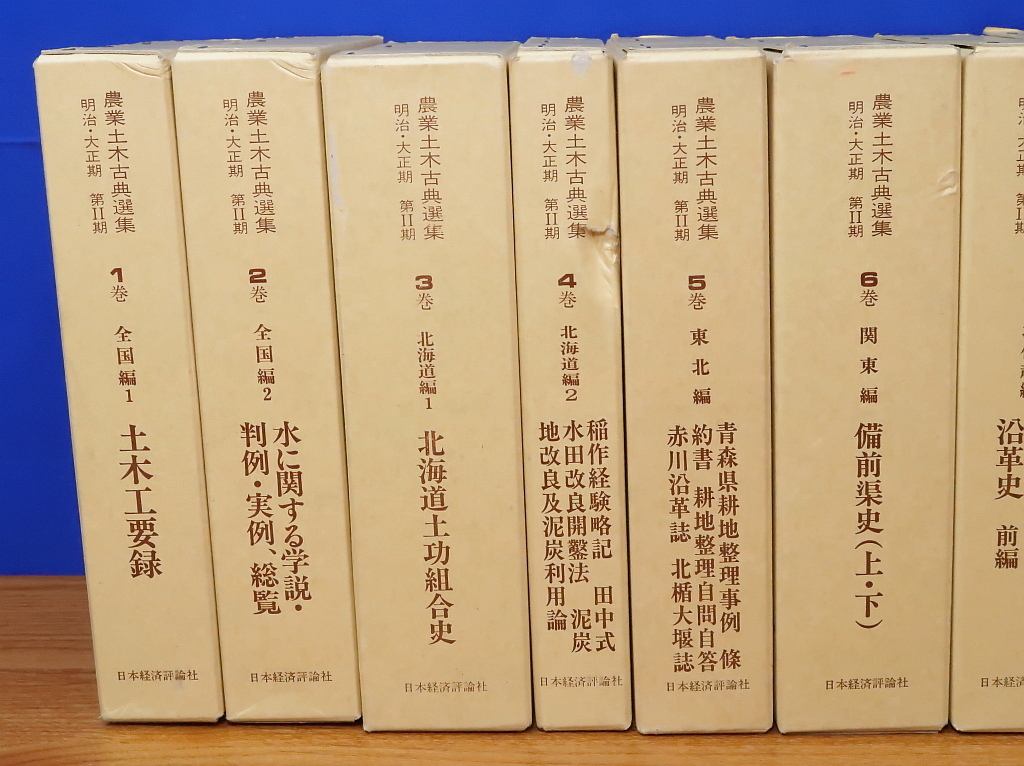 農業土木古典選集
明治・大正期 第II期
1巻
全国編1
土木工要録
日本経済評論社
農業土木古典選集
明治・大正期 第II期
2巻
全国編2
水に関する学説・
判例・実例、総覧
日本経済評論社
農業土木古典選集
明治・大正期 第II期
3巻
北海道編1
北海道土功組合史
日本経済評論社
農業土木古典選集
明治・大正期 第II期
4巻
北海道編2
稲作経験略記 田中式
水田改良開鑿法 泥炭
地改良及泥炭利用論
日本経済評論社
農業土木古典選集
明治・大正期 第II期
5巻
東北編
青森県耕地整理事例 條
約書 耕地整理自問自答
赤川沿革誌 北楯大堰誌
日本経済評論社
農業土木古典選集
明治・大正期 第II期
6巻
関東編
備前渠史(上・下)
日本経済評論社
沿革史 前編
日本経